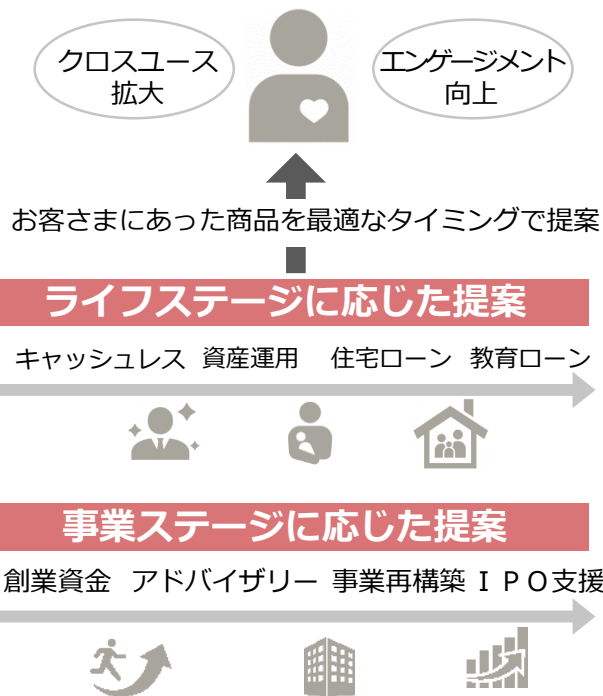 クロスユース
拡大
エンゲージメント
向上
お客さまにあった商品を最適なタイミングで提案
ライフステージに応じた提案
キャッシュレス 資産運用 住宅ローン 教育ローン
事業ステージに応じた提案
創業資金 アドバイザリー 事業再構築 ＩＰＯ支援